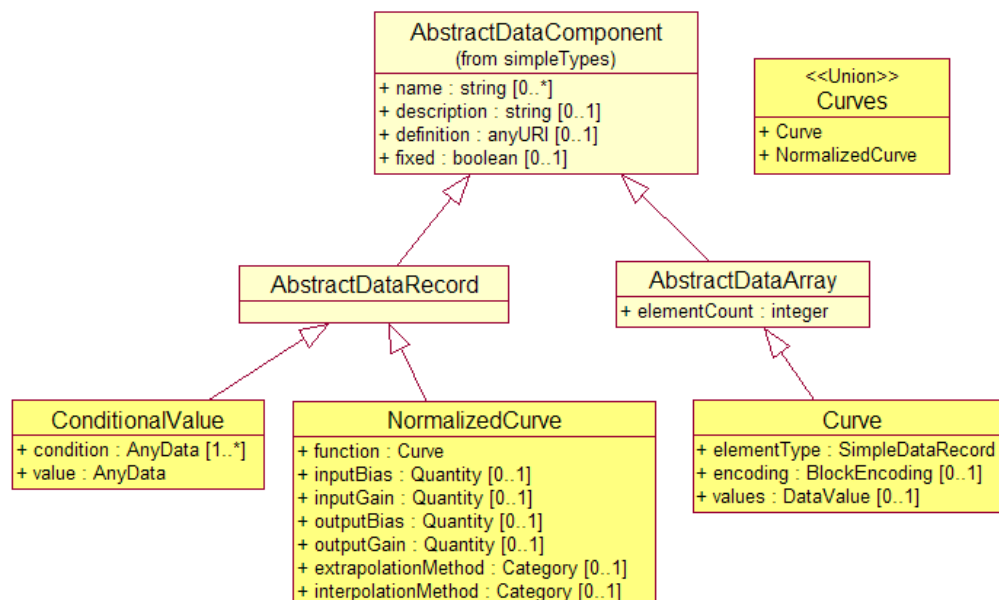 AbstractDataComponent
(from simpleTypes)
+ name : string [0..*]
+ description : string [0..1]
+ definition : anyURI [0..1]
+ fixed : boolean [0..1]
<<Union>>
Curves
+ Curve
+ NormalizedCurve
AbstractDataRecord
AbstractDataArray
+ elementCount : integer
ConditionalValue
+ condition : AnyData [1..*]
+ value : AnyData
NormalizedCurve
+ function : Curve
+ inputBias : Quantity [0..1]
+ inputGain : Quantity [0..1]
+ outputBias : Quantity [0..1]
+ outputGain : Quantity [0..1]
+ extrapolationMethod : Category [0..1]
+ interpolationMethod : Category [0..1]
Curve
+ elementType : SimpleDataRecord
+ encoding : BlockEncoding [0..1]
+ values : DataValue [0..1]